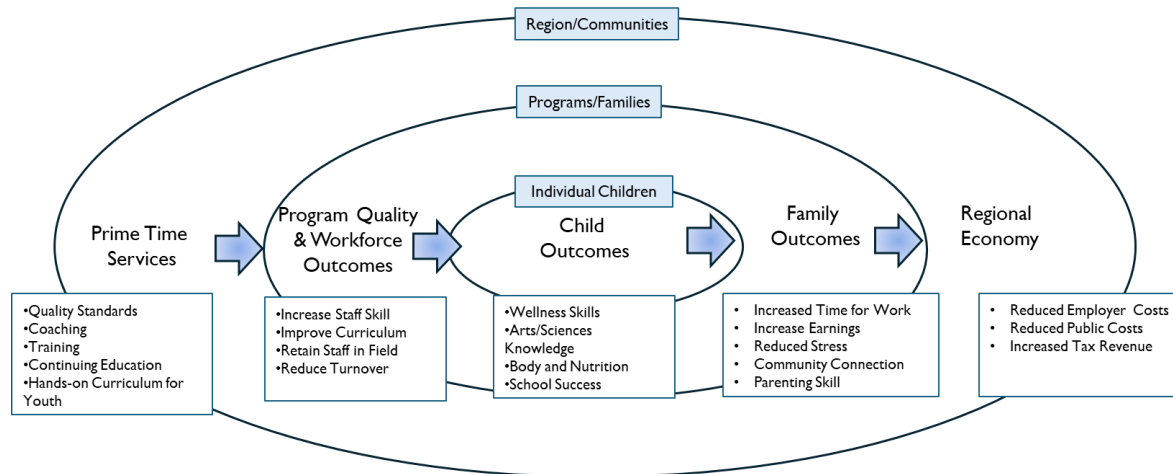 Region/Communities
Programs/Families
Individual Children
Prime Time
Services
Program Quality
& Workforce
Outcomes
Child
Outcomes
Family
Outcomes
Regional
Economy
•Quality Standards
•Coaching
•Training
•Continuing Education
•Hands-on Curriculum for
Youth
•Increase Staff Skill
•Improve Curriculum
•Retain Staff in Field
•Reduce Turnover
•Wellness Skills
•Arts/Sciences
Knowledge
•Body and Nutrition
•School Success
• Increased Time for Work
• Increase Earnings
• Reduced Stress
• Community Connection
• Parenting Skill
• Reduced Employer Costs
• Reduced Public Costs
• Increased Tax Revenue